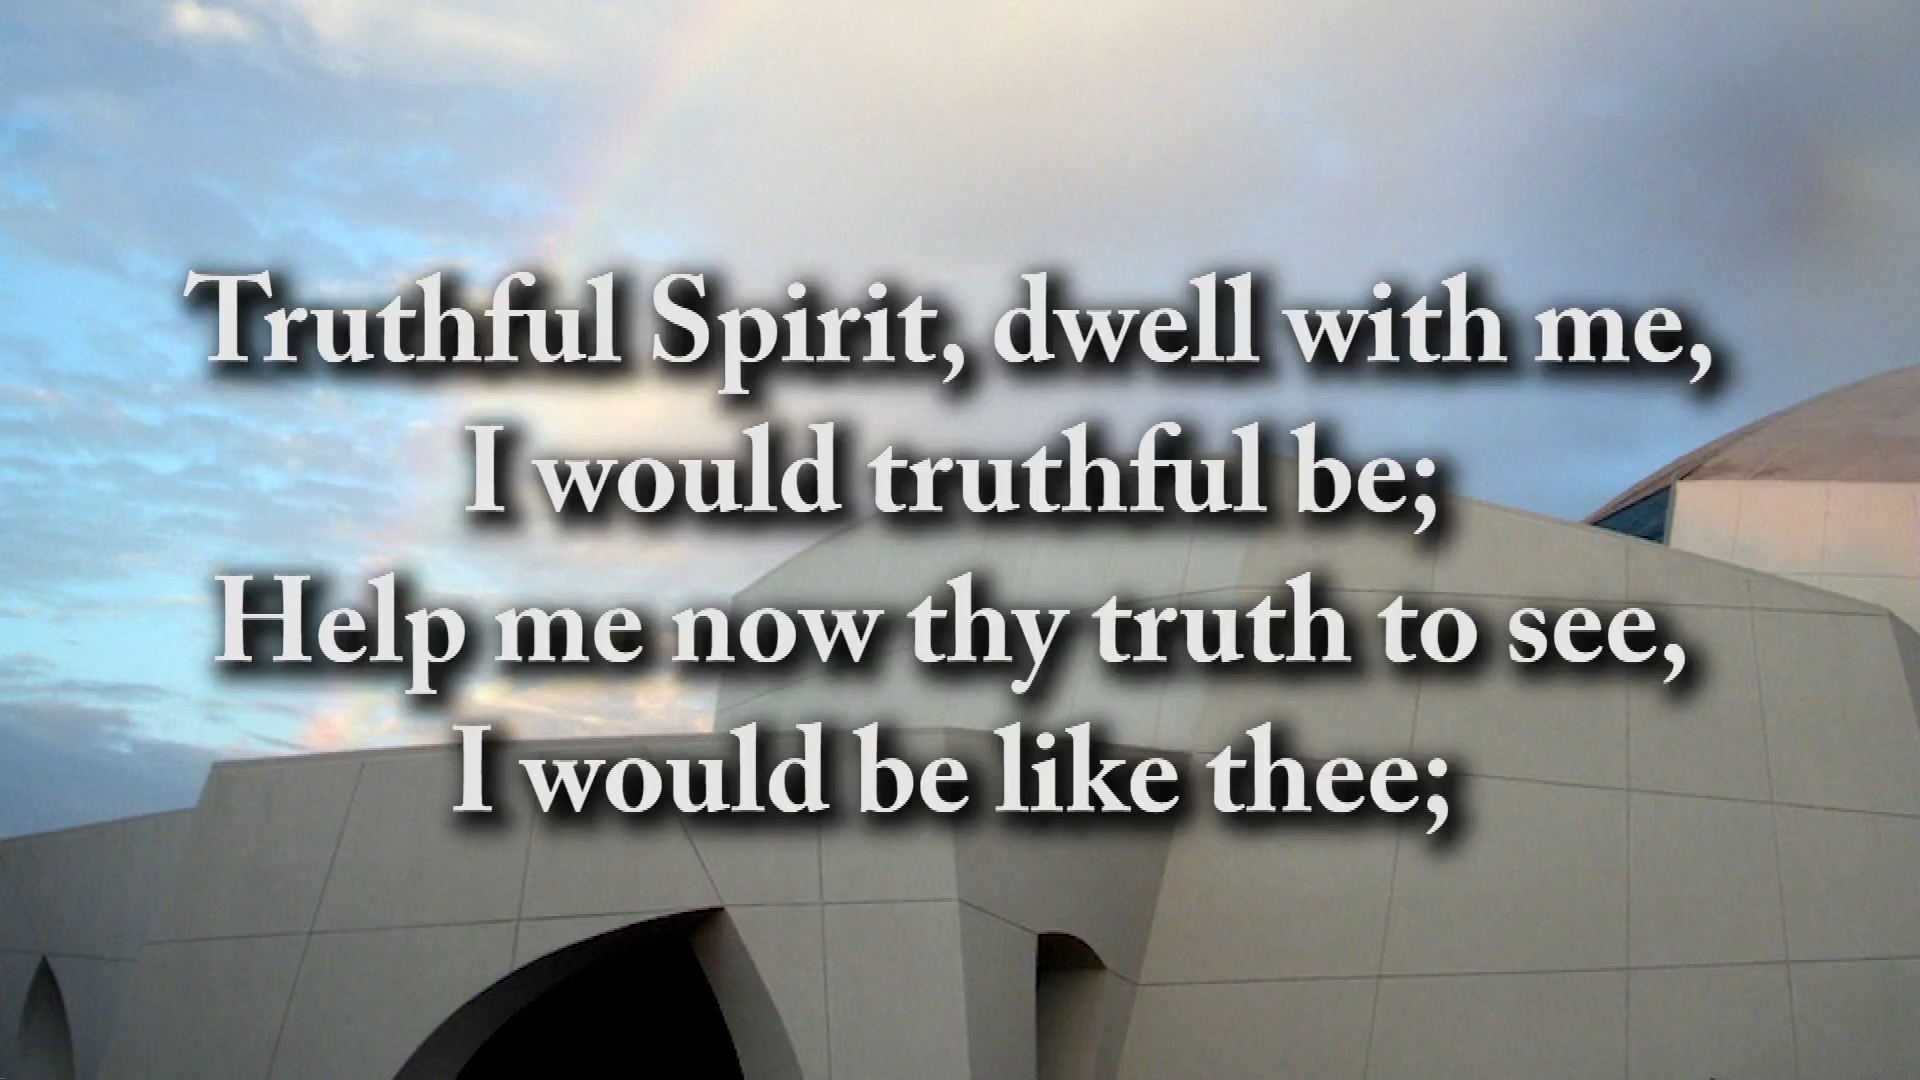 Truthful Spirit, dwell with me,
I would truthful be;
Help me now thy truth to see,
I would be like thee;